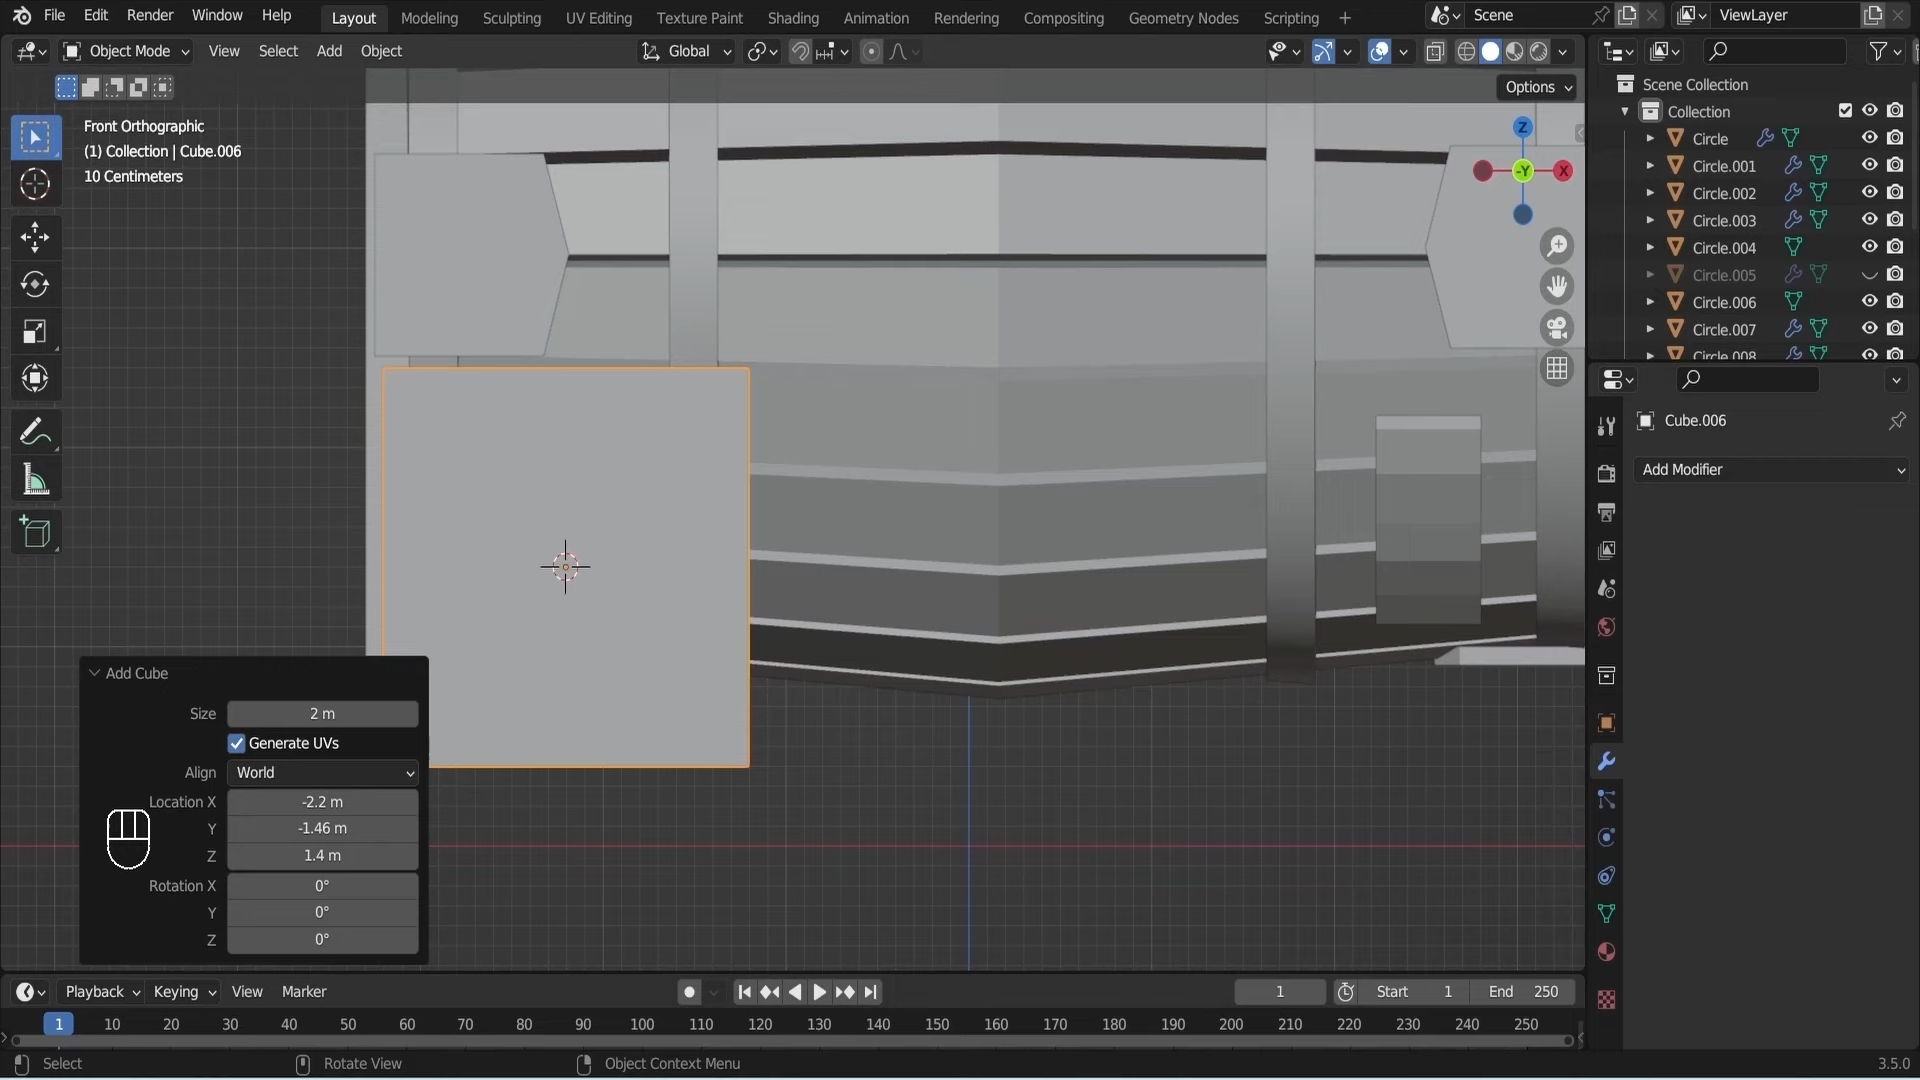 File Edit Render Window Help Layout Modeling Sculpting UV Editing Texture Paint Shading Animation Rendering Compositing Geometry Nodes Scripting + Scene ViewLayer
Object Mode View Select Add Object Global
Options
Front Orthographic
(1) Collection | Cube.006
10 Centimeters
Z
-Y
X
Scene Collection
Collection
Circle
Circle.001
Circle.002
Circle.003
Circle.004
Circle.005
Circle.006
Circle.007
Circle.008
Cube.006
Add Modifier
Add Cube
Size 2 m
Generate UVs
Align World
Location X -2.2 m
Y -1.46 m
Z 1.4 m
Rotation X 0°
Y 0°
Z 0°
Playback Keying View Marker 1 Start 1 End 250
1 10 20 30 40 50 60 70 80 90 100 110 120 130 140 150 160 170 180 190 200 210 220 230 240 250
Select Rotate View Object Context Menu 3.5.0